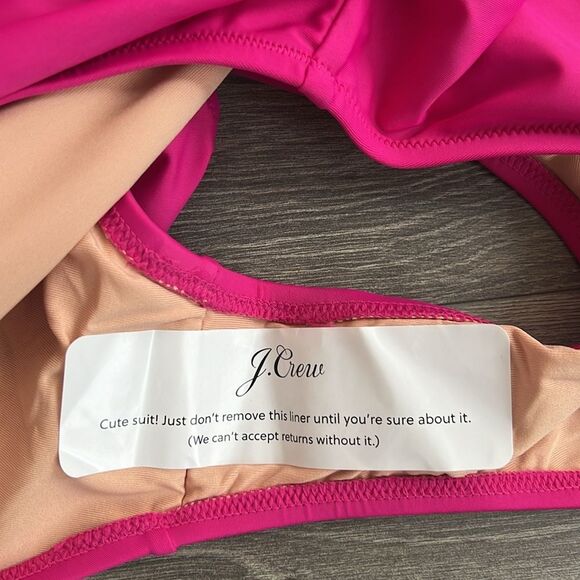 J.Crew
Cute suit! Just don't remove this liner until you're sure about it.
(We can't accept returns without it.)